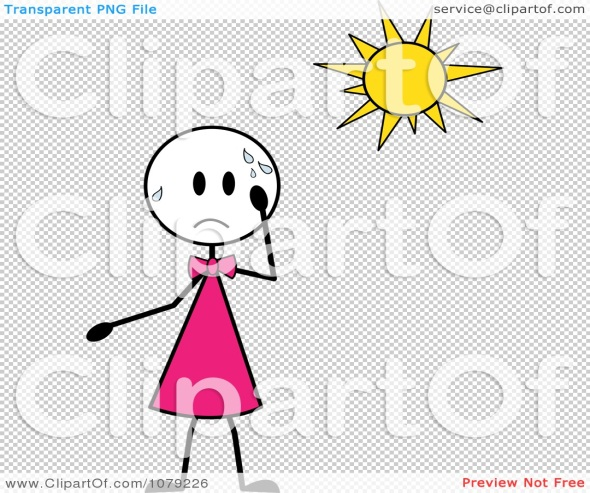 Transparent PNG File
service@clipartof.com
ClipartOf
ClipartOf
ClipartOf
www.ClipartOf.com/1079226
Preview Not Free